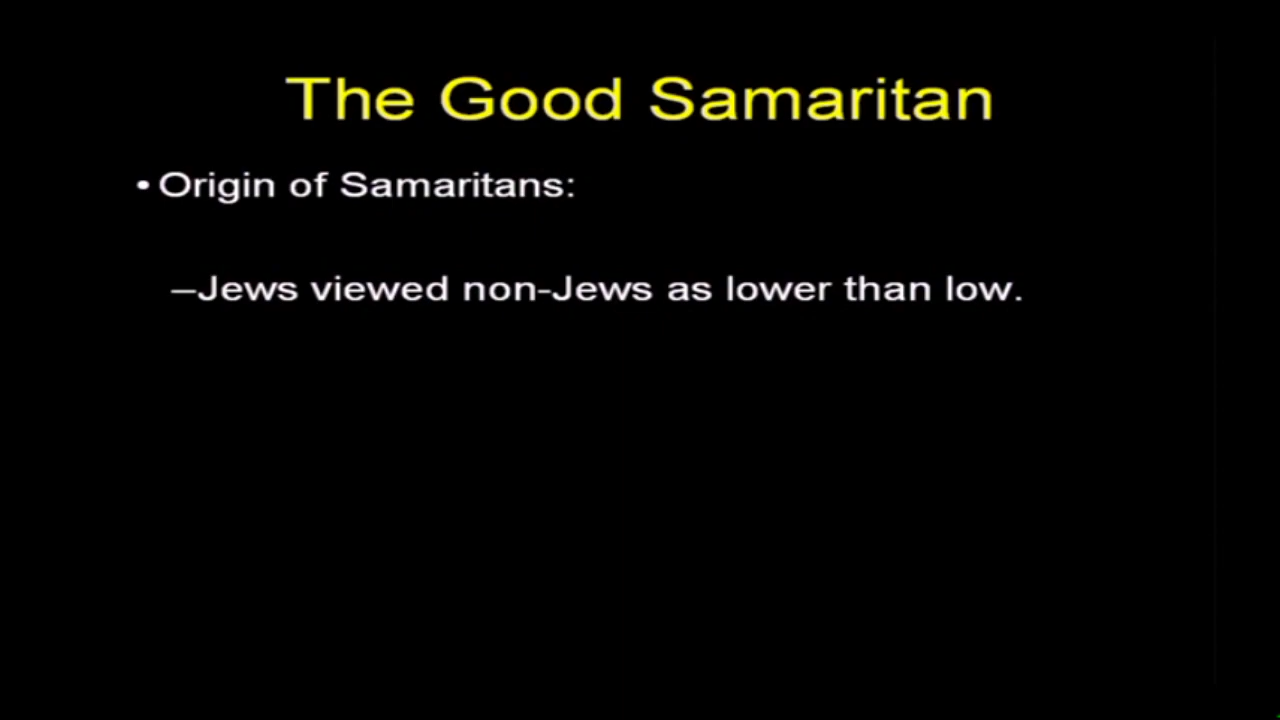 The Good Samaritan
• Origin of Samaritans:
–Jews viewed non-Jews as lower than low.